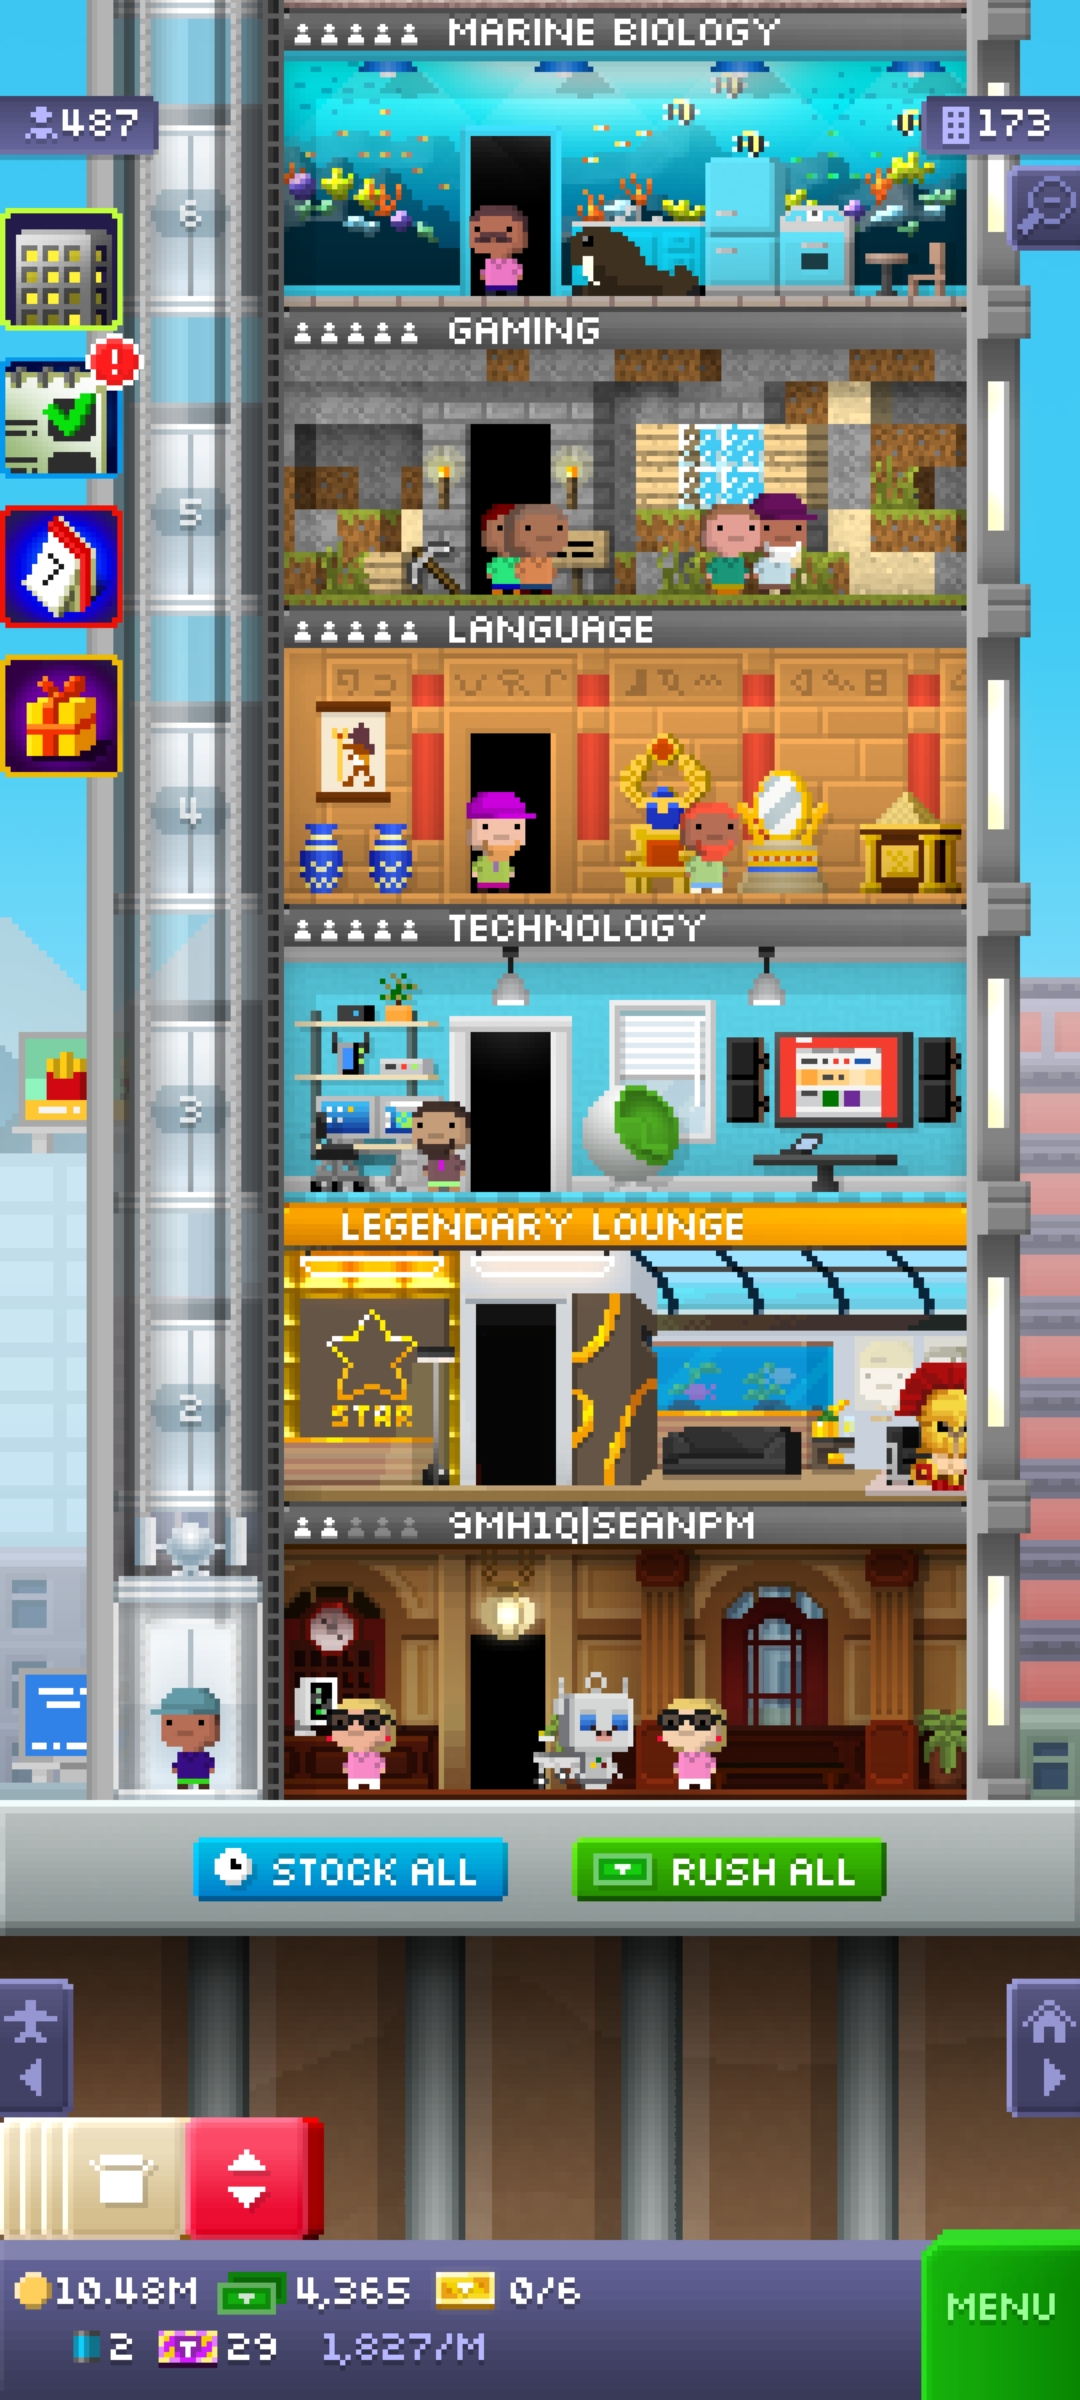 MARINE BIOLOGY
487
173
6
GAMING
5
7
LANGUAGE
4
TECHNOLOGY
3
LEGENDARY LOUNGE
STAR
2
9MH1Q|SEANPM
STOCK ALL
RUSH ALL
10.48M 4,365 0/6
MENU
2 29 1,827/M